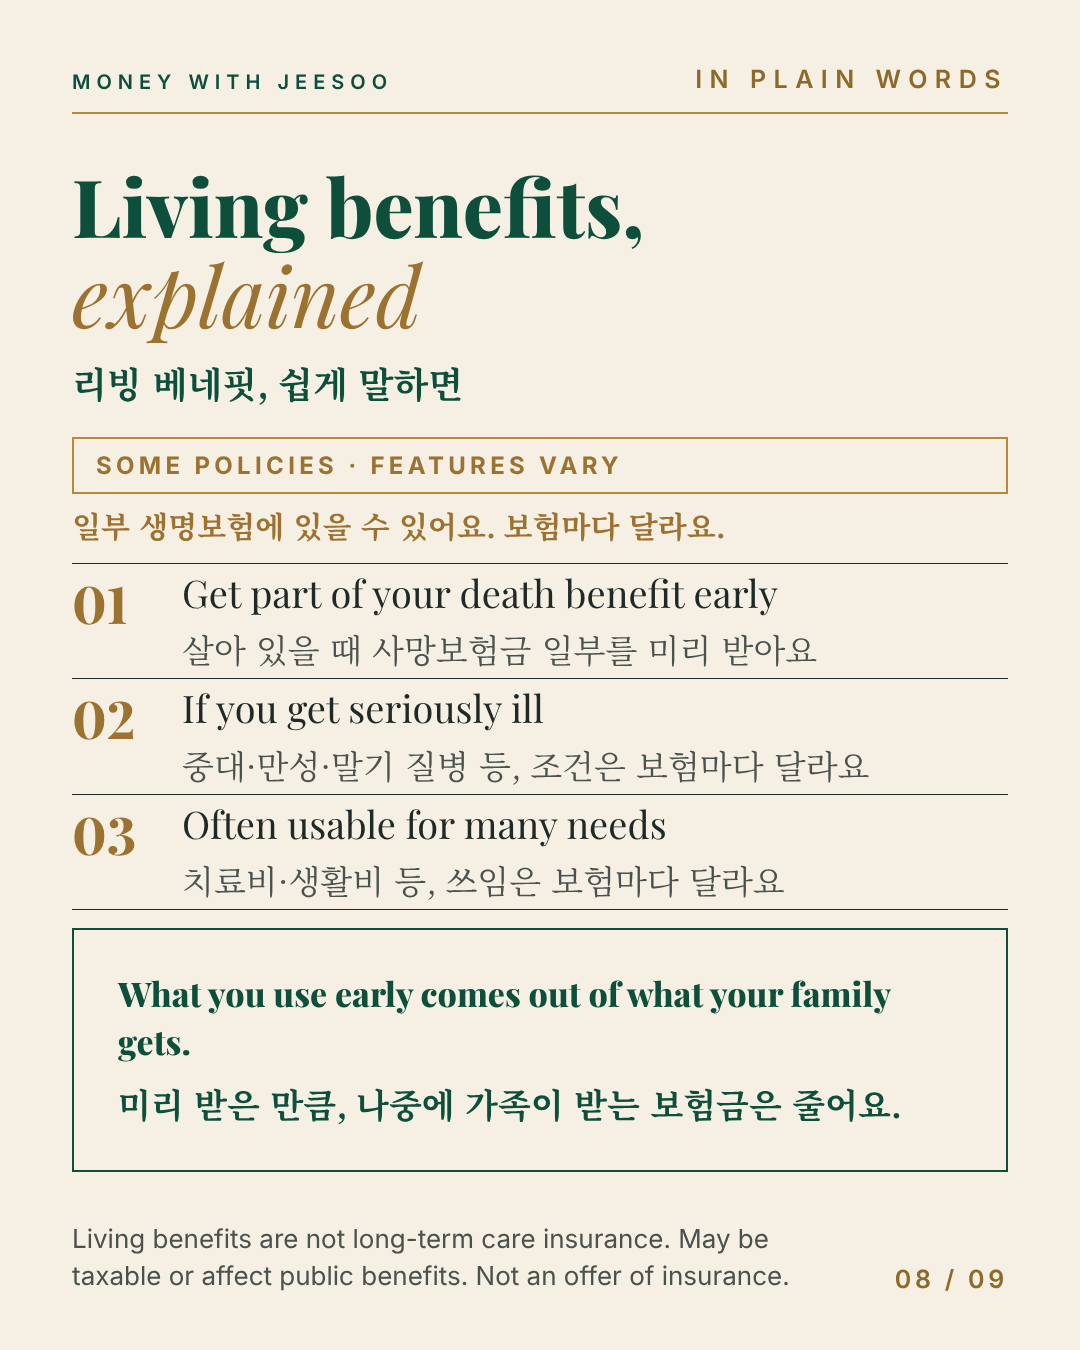 MONEY WITH JEESOO
IN PLAIN WORDS
Living benefits,
explained
리빙 베네핏, 쉽게 말하면
SOME POLICIES · FEATURES VARY
일부 생명보험에 있을 수 있어요. 보험마다 달라요.
01
Get part of your death benefit early
살아 있을 때 사망보험금 일부를 미리 받아요
02
If you get seriously ill
중대·만성·말기 질병 등, 조건은 보험마다 달라요
03
Often usable for many needs
치료비·생활비 등, 쓰임은 보험마다 달라요
What you use early comes out of what your family
gets.
미리 받은 만큼, 나중에 가족이 받는 보험금은 줄어요.
Living benefits are not long-term care insurance. May be
taxable or affect public benefits. Not an offer of insurance.
08 / 09